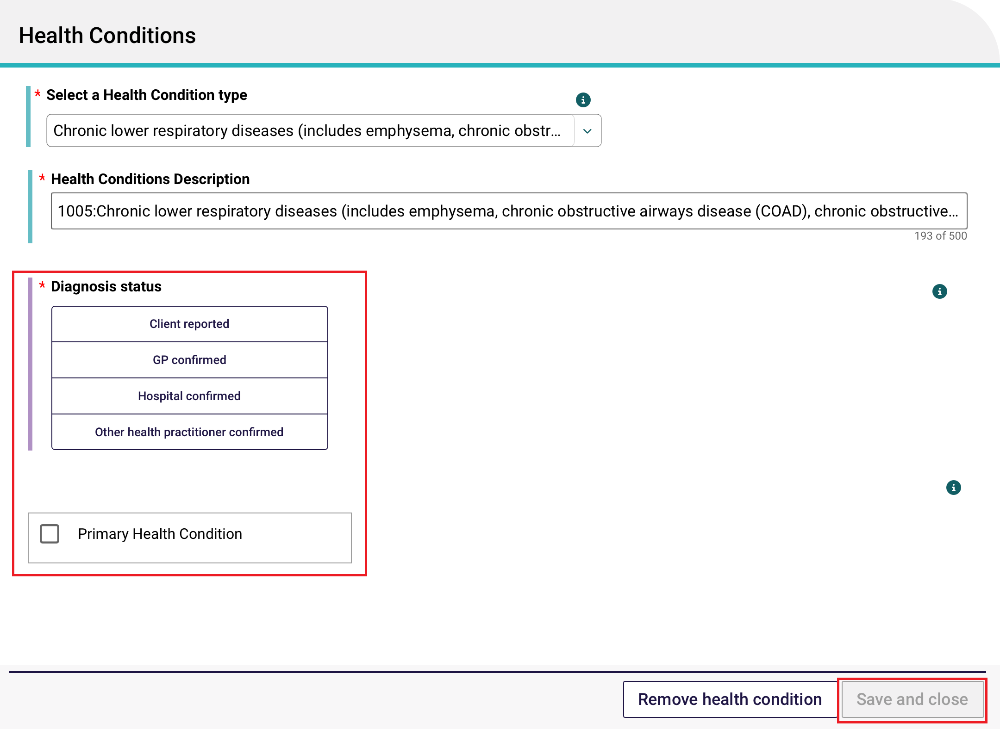 Health Conditions
* Select a Health Condition type
Chronic lower respiratory diseases (includes emphysema, chronic obstr...
* Health Conditions Description
1005:Chronic lower respiratory diseases (includes emphysema, chronic obstructive airways disease (COAD), chronic obstructive...
193 of 500
* Diagnosis status
Client reported
GP confirmed
Hospital confirmed
Other health practitioner confirmed
Primary Health Condition
Remove health condition
Save and close